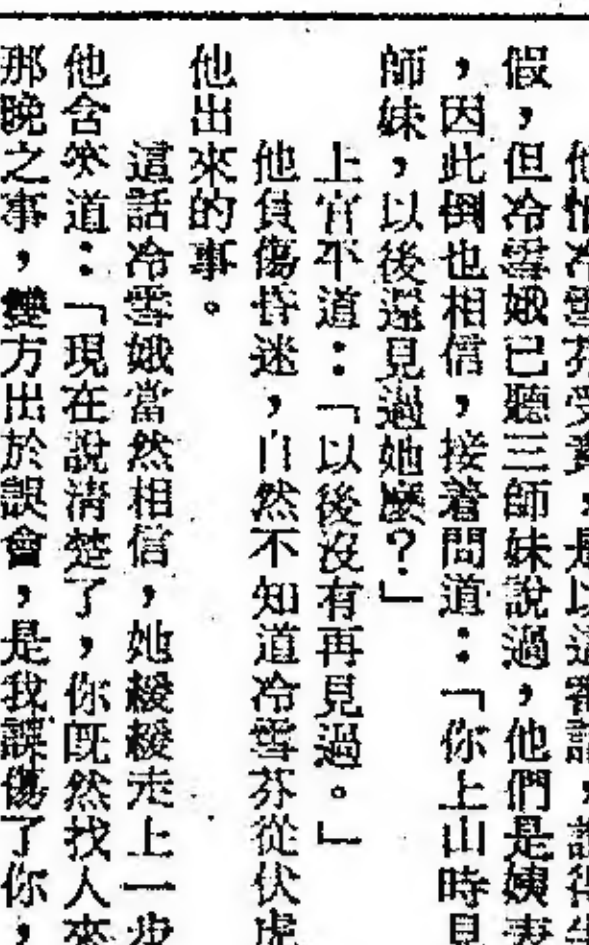 他怕冷雪芬受責，是以這番話，說得半
假，但冷雪娥已聽三師妹說過，他們是姨表
，因此倒也相信，接着問道：「你上山時見
師妹，以後還見過她麼？」
上官平道：「以後沒有再見過。」
他負傷昏迷，自然不知道冷雪芬從伏虎
他出來的事。
這話冷雪娥當然相信，她緩緩走上一步
他含笑道：「現在說清楚了，你既然找人來
那晚之事，雙方出於誤會，是我誤傷了你，